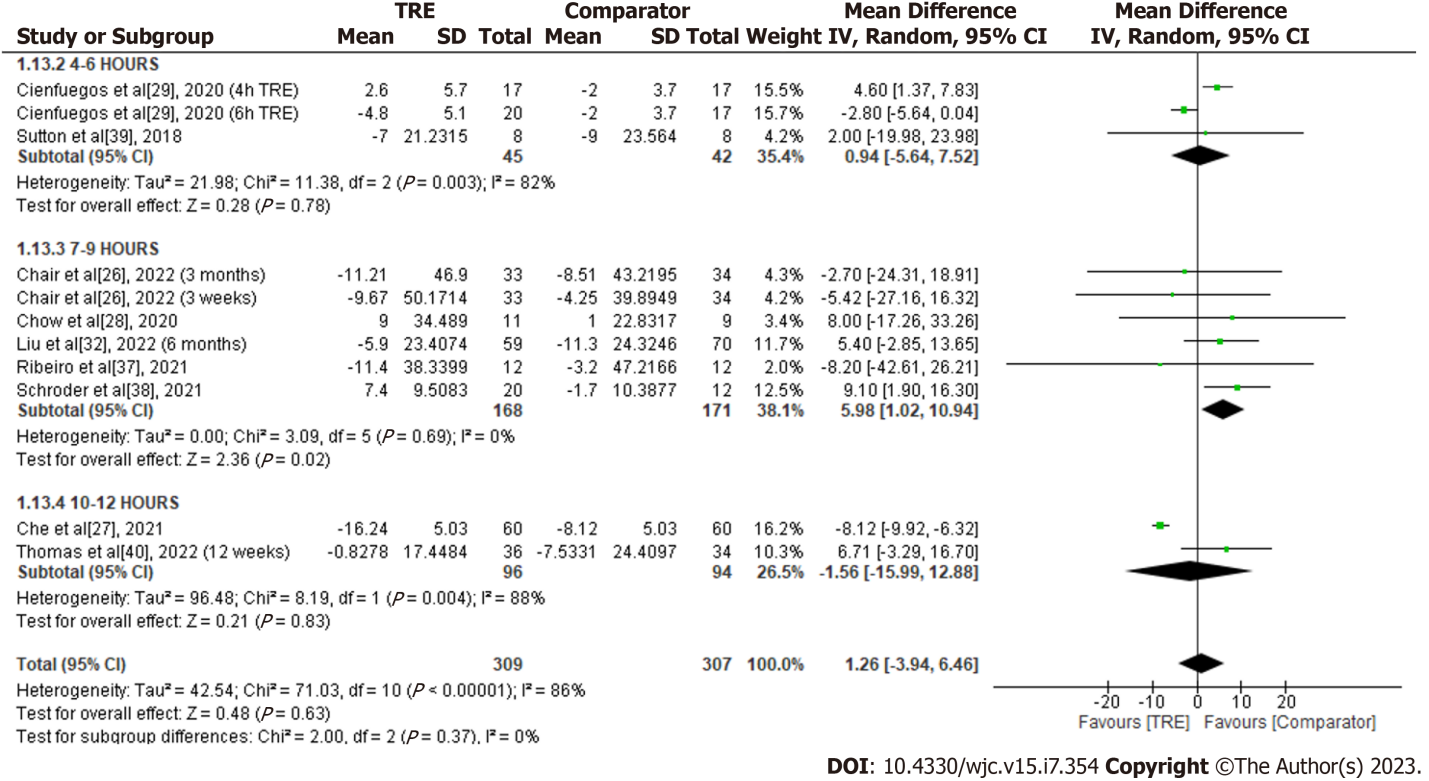 TRE Comparator Mean Difference Mean Difference
Study or Subgroup Mean SD Total Mean SD Total Weight IV, Random, 95% CI IV, Random, 95% CI
1.13.2 4-6 HOURS
Cienfuegos et al[29], 2020 (4h TRE) 2.6 5.7 17 -2 3.7 17 15.5% 4.60 [1.37, 7.83]
Cienfuegos et al[29], 2020 (6h TRE) -4.8 5.1 20 -2 3.7 17 15.7% -2.80 [-5.64, 0.04]
Sutton et al[39], 2018 -7 21.2315 8 -9 23.564 8 4.2% 2.00 [-19.98, 23.98]
Subtotal (95% CI) 45 42 35.4% 0.94 [-5.64, 7.52]
Heterogeneity: Tau² = 21.98; Chi² = 11.38, df = 2 (P = 0.003); I² = 82%
Test for overall effect: Z = 0.28 (P = 0.78)
1.13.3 7-9 HOURS
Chair et al[26], 2022 (3 months) -11.21 46.9 33 -8.51 43.2195 34 4.3% -2.70 [-24.31, 18.91]
Chair et al[26], 2022 (3 weeks) -9.67 50.1714 33 -4.25 39.8949 34 4.2% -5.42 [-27.16, 16.32]
Chow et al[28], 2020 9 34.489 11 1 22.8317 9 3.4% 8.00 [-17.26, 33.26]
Liu et al[32], 2022 (6 months) -5.9 23.4074 59 -11.3 24.3246 70 11.7% 5.40 [-2.85, 13.65]
Ribeiro et al[37], 2021 -11.4 38.3399 12 -3.2 47.2166 12 2.0% -8.20 [-42.61, 26.21]
Schroder et al[38], 2021 7.4 9.5083 20 -1.7 10.3877 12 12.5% 9.10 [1.90, 16.30]
Subtotal (95% CI) 168 171 38.1% 5.98 [1.02, 10.94]
Heterogeneity: Tau² = 0.00; Chi² = 3.09, df = 5 (P = 0.69); I² = 0%
Test for overall effect: Z = 2.36 (P = 0.02)
1.13.4 10-12 HOURS
Che et al[27], 2021 -16.24 5.03 60 -8.12 5.03 60 16.2% -8.12 [-9.92, -6.32]
Thomas et al[40], 2022 (12 weeks) -0.8278 17.4484 36 -7.5331 24.4097 34 10.3% 6.71 [-3.29, 16.70]
Subtotal (95% CI) 96 94 26.5% -1.56 [-15.99, 12.88]
Heterogeneity: Tau² = 96.48; Chi² = 8.19, df = 1 (P = 0.004); I² = 88%
Test for overall effect: Z = 0.21 (P = 0.83)
Total (95% CI) 309 307 100.0% 1.26 [-3.94, 6.46]
Heterogeneity: Tau² = 42.54; Chi² = 71.03, df = 10 (P < 0.00001); I² = 86%
Test for overall effect: Z = 0.48 (P = 0.63)
Test for subgroup differences: Chi² = 2.00, df = 2 (P = 0.37), I² = 0%
-20 -10 0 10 20
Favours [TRE] Favours [Comparator]
DOI: 10.4330/wjc.v15.i7.354 Copyright ©The Author(s) 2023.